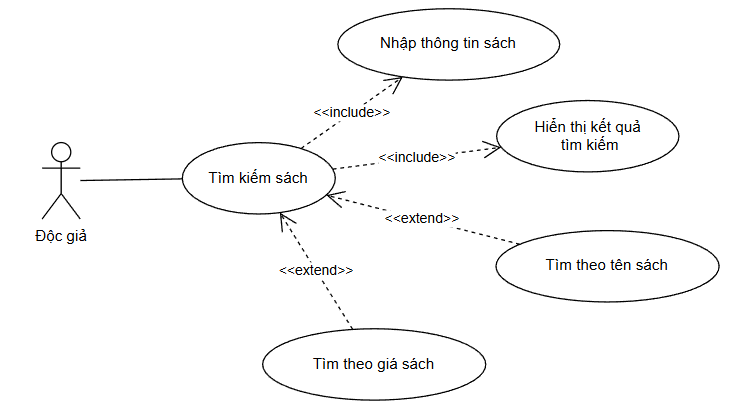 Nhập thông tin sách
<<include>>
Hiển thị kết quả
tìm kiếm
<<include>>
Tìm kiếm sách
<<extend>>
Độc giả
Tìm theo tên sách
<<extend>>
Tìm theo giá sách